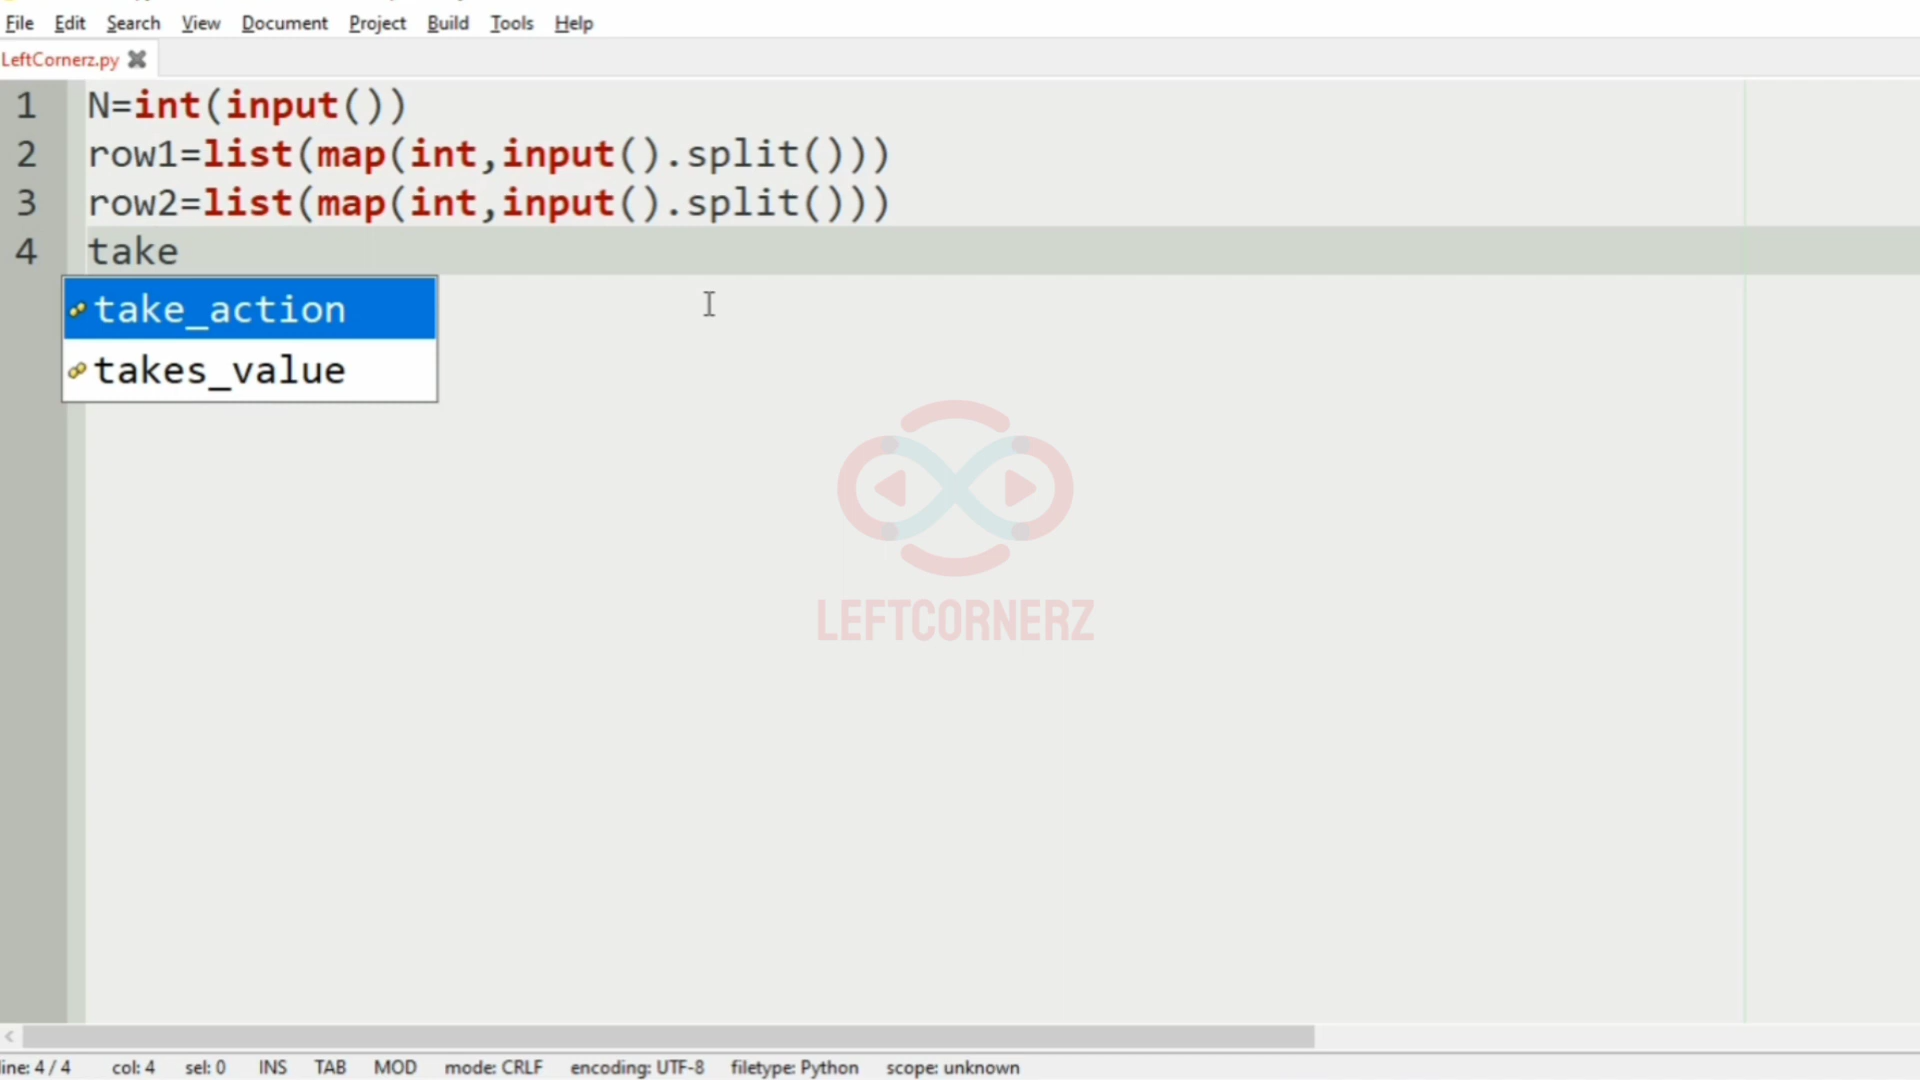 File Edit Search View Document Project Build Tools Help
LeftCornerz.py
1 N=int(input())
2 row1=list(map(int,input().split()))
3 row2=list(map(int,input().split()))
4 take
take_action
takes_value
LEFTCORNERZ
line: 4 / 4 col: 4 sel: 0 INS TAB MOD mode: CRLF encoding: UTF-8 filetype: Python scope: unknown